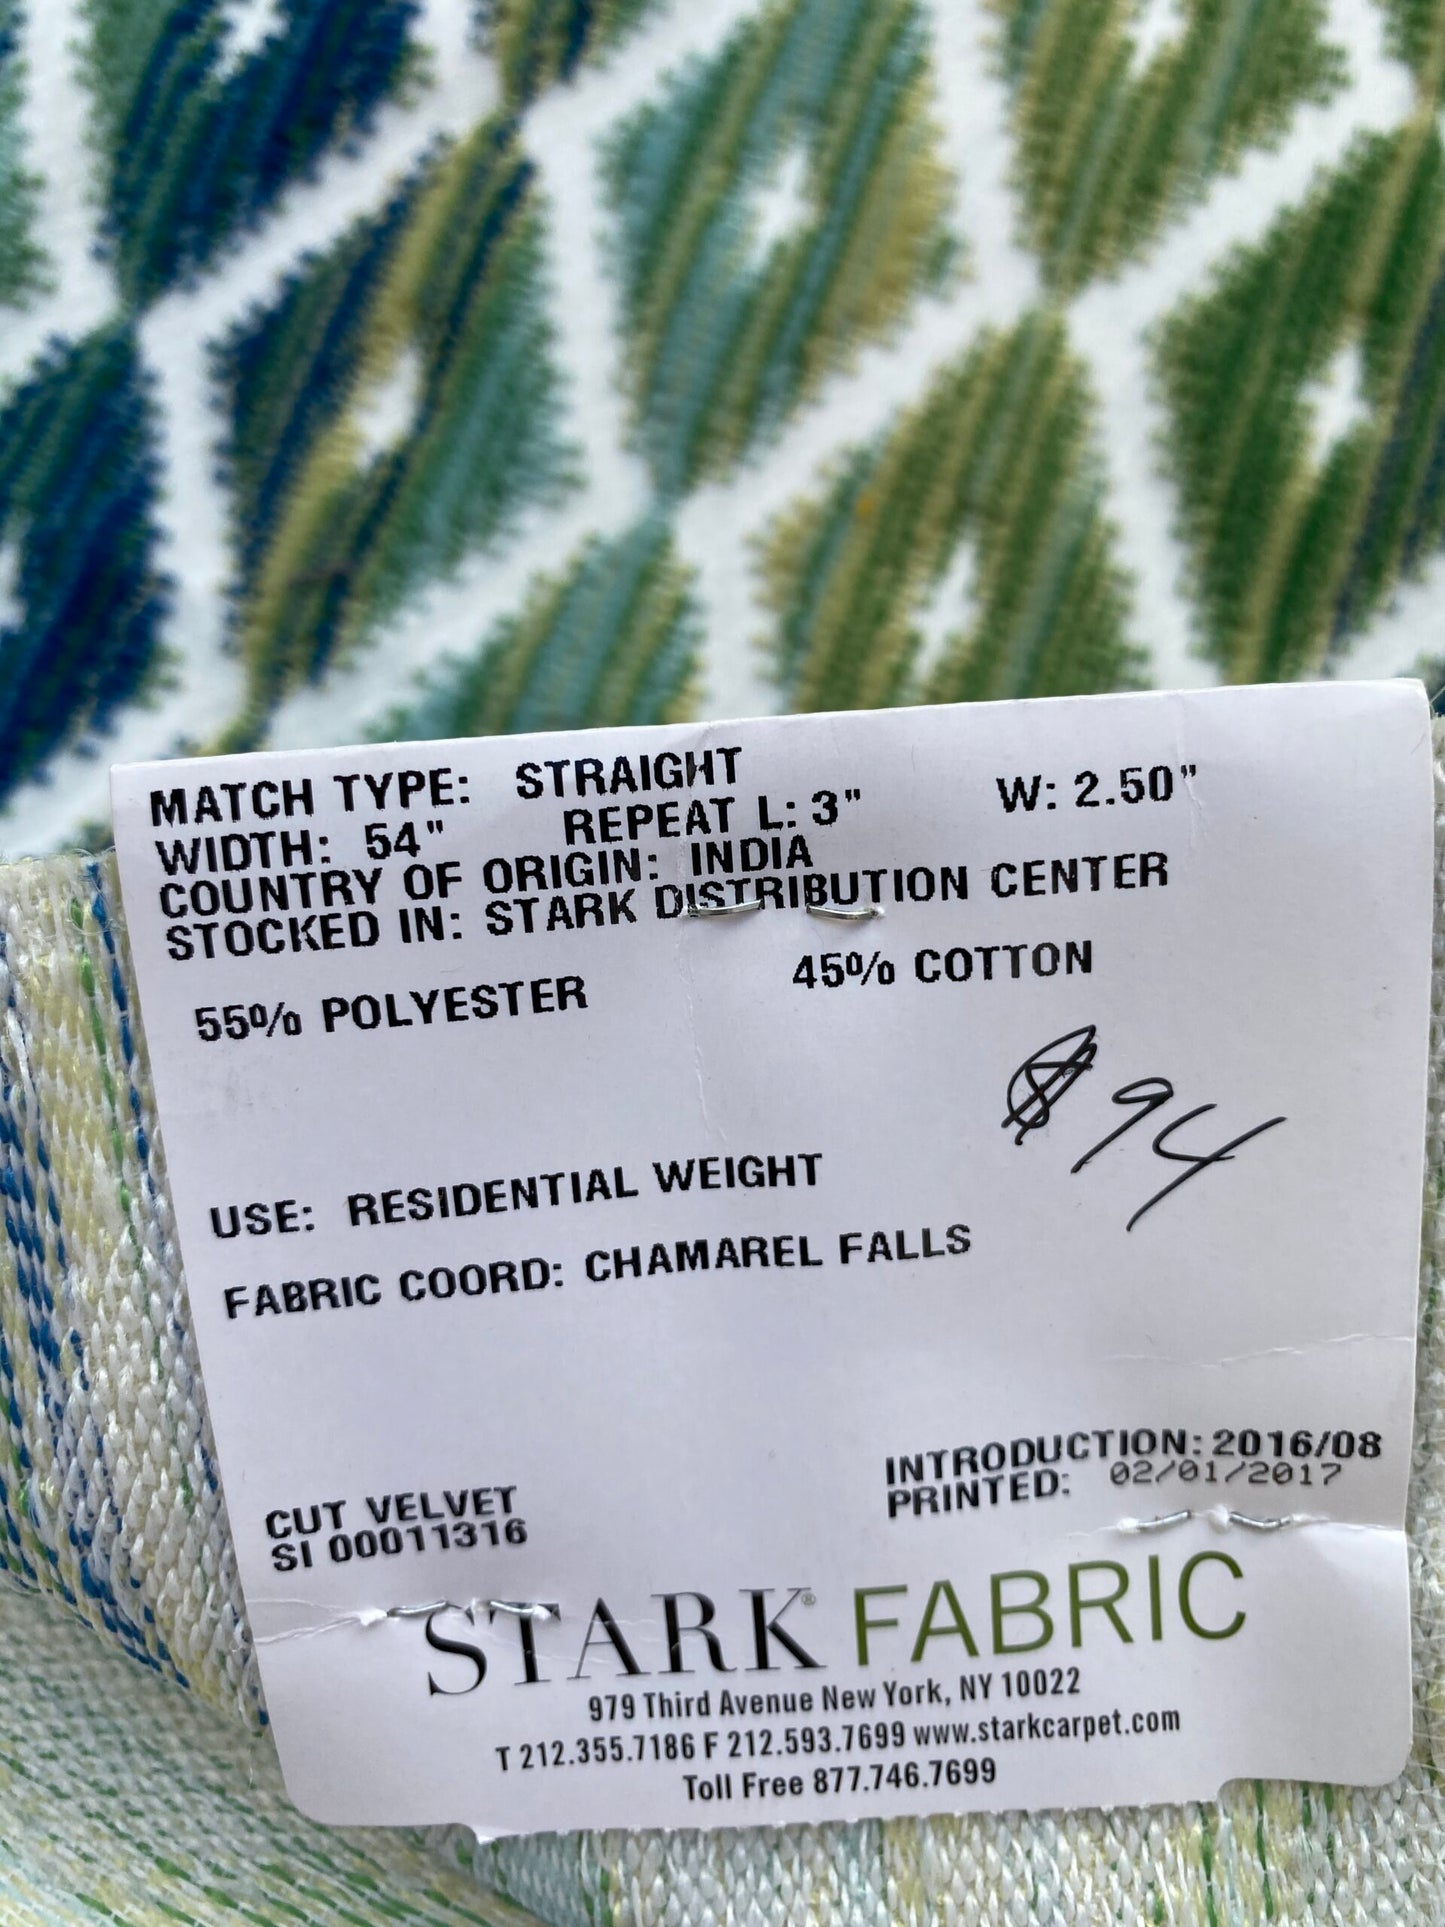 MATCH TYPE: STRAIGHT
WIDTH: 54" REPEAT L: 3" W: 2.50"
COUNTRY OF ORIGIN: INDIA
STOCKED IN: STARK DISTRIBUTION CENTER
55% POLYESTER 45% COTTON
$94
USE: RESIDENTIAL WEIGHT
FABRIC COORD: CHAMAREL FALLS
INTRODUCTION: 2016/08
PRINTED: 02/01/2017
CUT VELVET
SI 00011316
STARK® FABRIC
979 Third Avenue New York, NY 10022
T 212.355.7186 F 212.593.7699 www.starkcarpet.com
Toll Free 877.746.7699